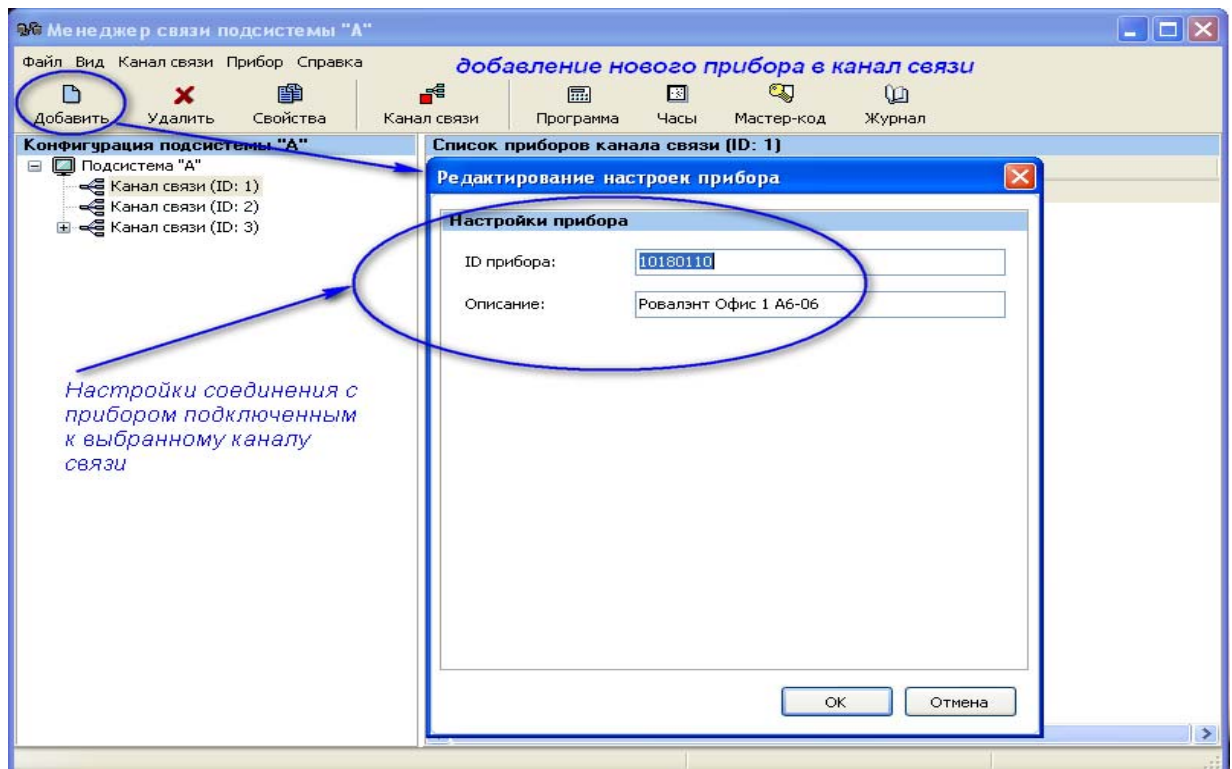 Менеджер связи подсистемы "А"
Файл Вид Канал связи Прибор Справка
добавление нового прибора в канал связи
Добавить Удалить Свойства Канал связи Программа Часы Мастер-код Журнал
Конфигурация подсистемы "А"
Список приборов канала связи (ID: 1)
Подсистема "А"
Канал связи (ID: 1)
Канал связи (ID: 2)
Канал связи (ID: 3)
Редактирование настроек прибора
Настройки прибора
ID прибора: 10180110
Описание: Ровалэнт Офис 1 А6-06
Настройки соединения с
прибором подключенным
к выбранному каналу
связи
OK Отмена